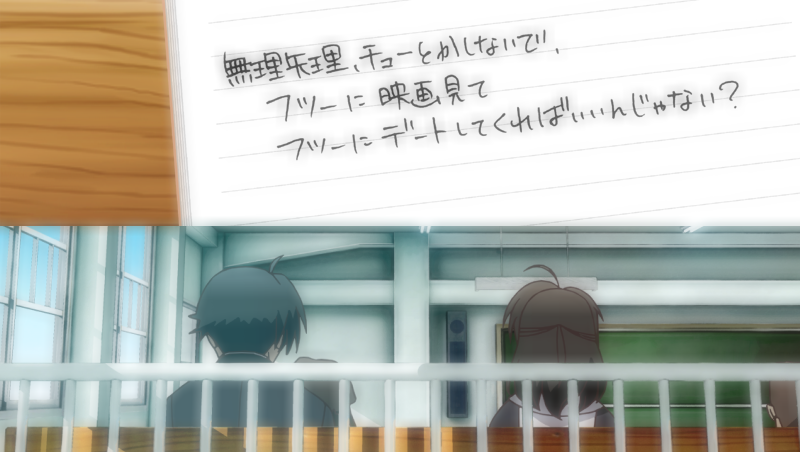 無理矢理、チューとかしないで、
フツーに映画見て
フツーにデートしてくればいいんじゃない?